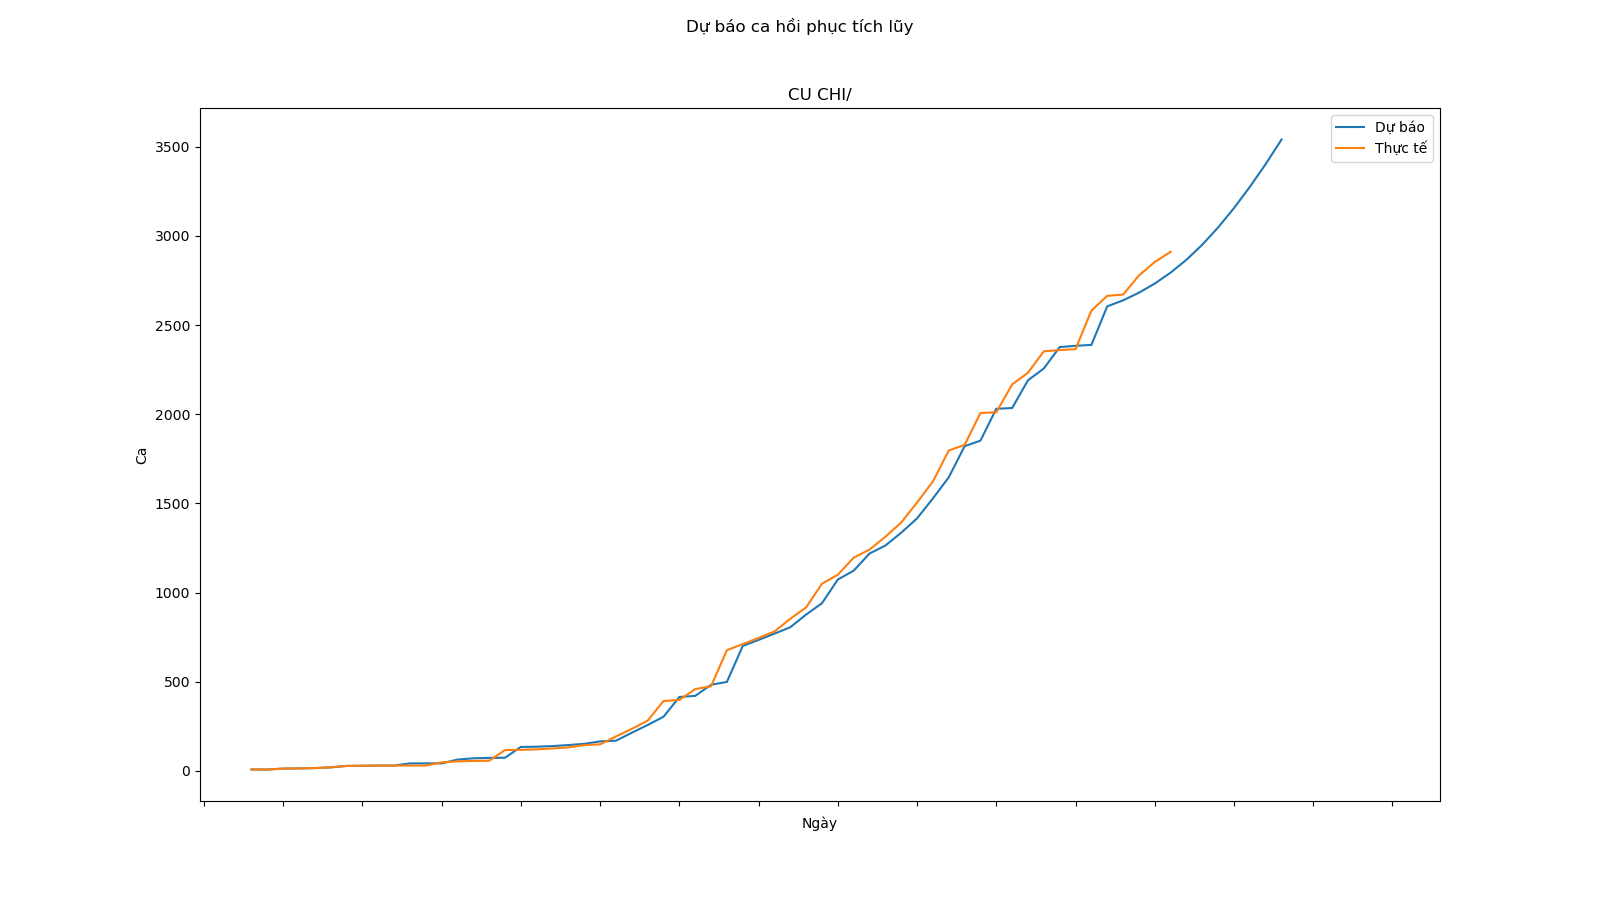 Dự báo ca hồi phục tích lũy
CU CHI/
Dự báo
Thực tế
3500
3000
2500
2000
1500
1000
500
0
Ca
Ngày